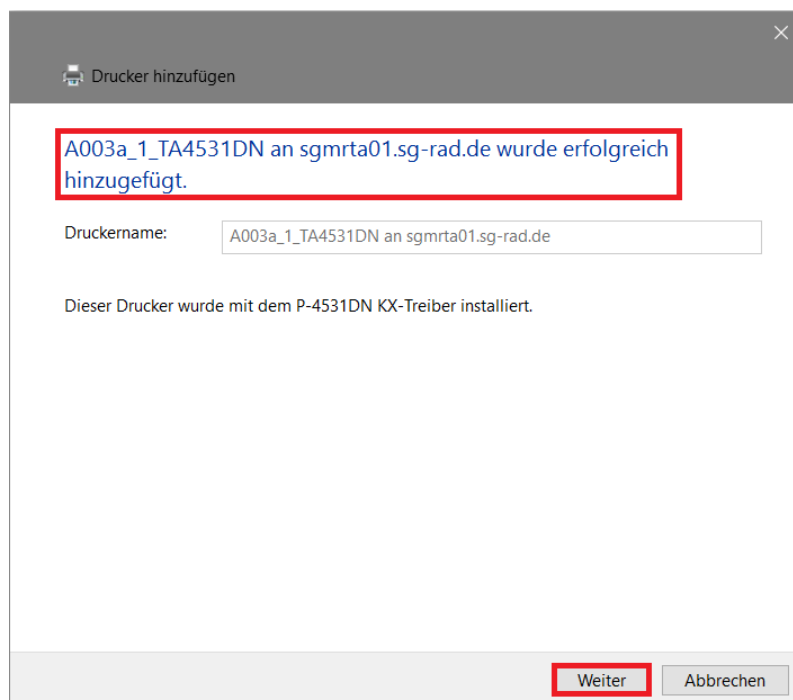 Drucker hinzufügen
A003a_1_TA4531DN an sgmrta01.sg-rad.de wurde erfolgreich
hinzugefügt.
Druckername:
A003a_1_TA4531DN an sgmrta01.sg-rad.de
Dieser Drucker wurde mit dem P-4531DN KX-Treiber installiert.
Weiter
Abbrechen